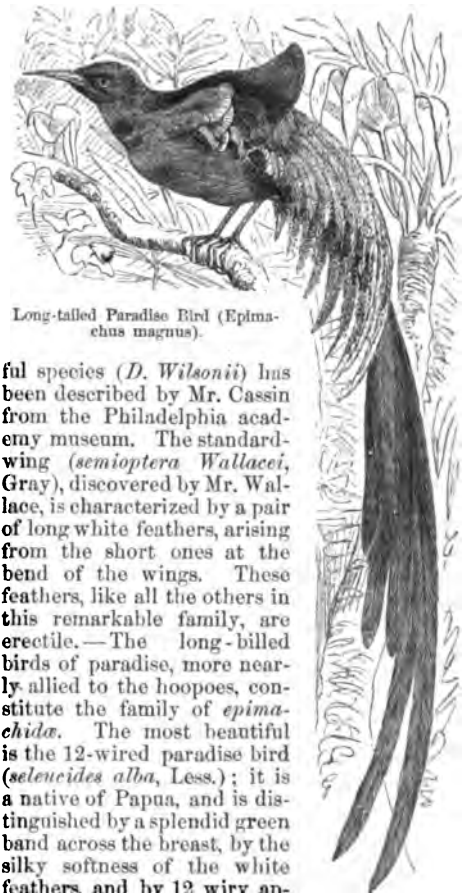 Long-tailed Paradise Bird (Epima-
chus magnus).
ful species (D. Wilsonii) has
been described by Mr. Cassin
from the Philadelphia acad-
emy museum. The standard-
wing (semioptera Wallacei,
Gray), discovered by Mr. Wal-
lace, is characterized by a pair
of long white feathers, arising
from the short ones at the
bend of the wings. These
feathers, like all the others in
this remarkable family, are
erectile.—The long-billed
birds of paradise, more near-
ly allied to the hoopoes, con-
stitute the family of epima-
chidæ. The most beautiful
is the 12-wired paradise bird
(seleucides alba, Less.); it is
a native of Papua, and is dis-
tinguished by a splendid green
band across the breast, by the
silky softness of the white
feathers, and by 12 wiry ap-